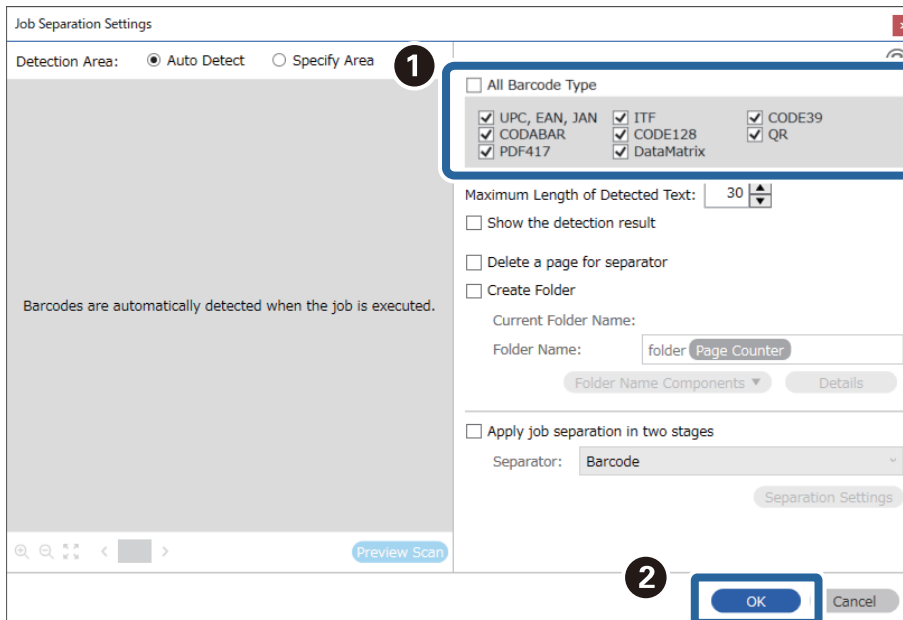 Job Separation Settings
Detection Area: Auto Detect Specify Area
1
All Barcode Type
UPC, EAN, JAN ITF CODE39
CODABAR CODE128 QR
PDF417 DataMatrix
Maximum Length of Detected Text: 30
Show the detection result
Delete a page for separator
Create Folder
Barcodes are automatically detected when the job is executed.
Current Folder Name:
Folder Name: folder Page Counter
Folder Name Components Details
Apply job separation in two stages
Separator: Barcode
Separation Settings
Preview Scan
2
OK Cancel